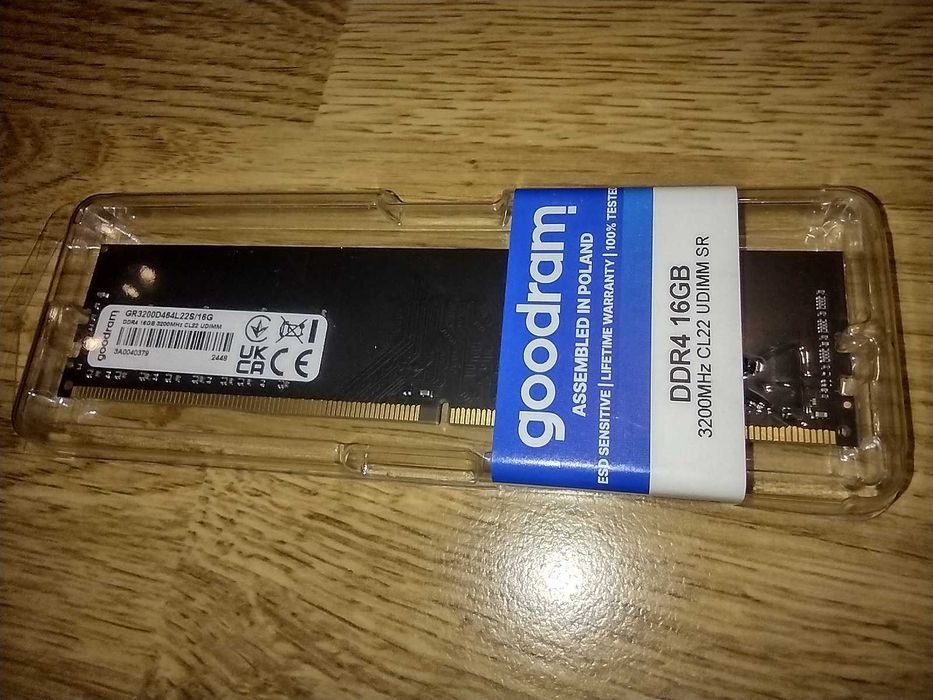 goodram
GR3200D464L22S/16G
DDR4 16GB 3200MHz CL22 UDIMM
3A0040379
2448
UK
CA
CE
goodram
ASSEMBLED IN POLAND
ESD SENSITIVE | LIFETIME WARRANTY | 100% TESTE
DDR4 16GB
3200MHz CL22 UDIMM SR